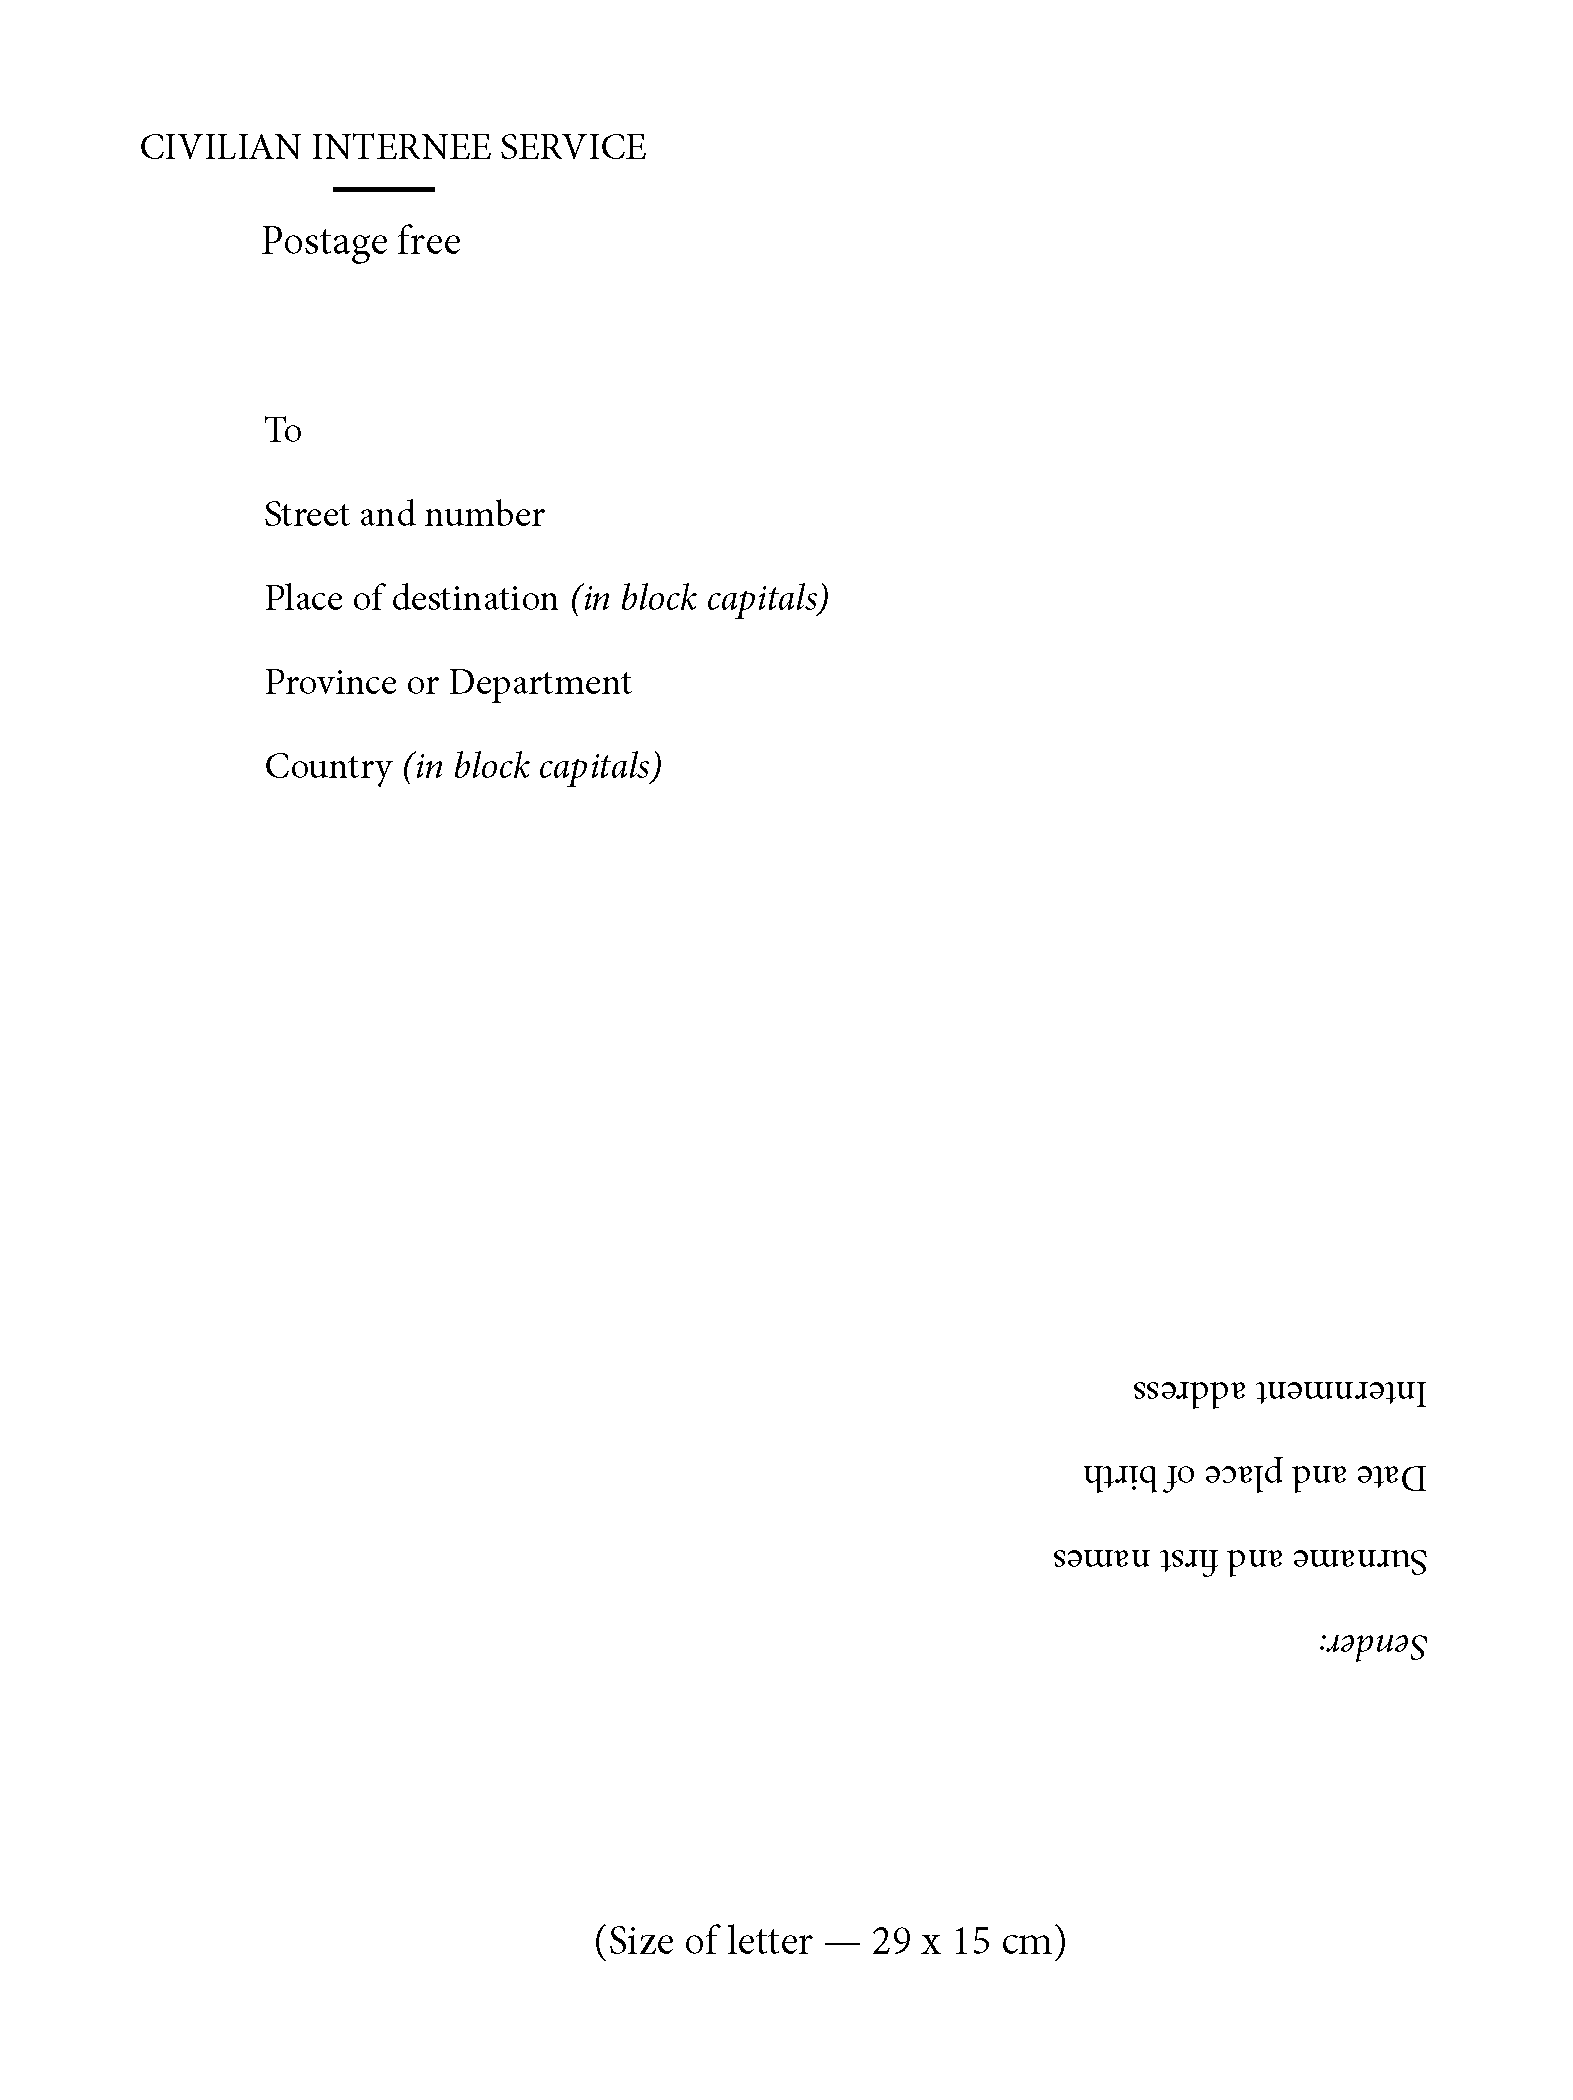 CIVILIAN INTERNEE SERVICE
Postage free
To
Street and number
Place of destination (in block capitals)
Province or Department
Country (in block capitals)
Sender:
Surname and first names
Date and place of birth
Internment address
(Size of letter — 29 x 15 cm)